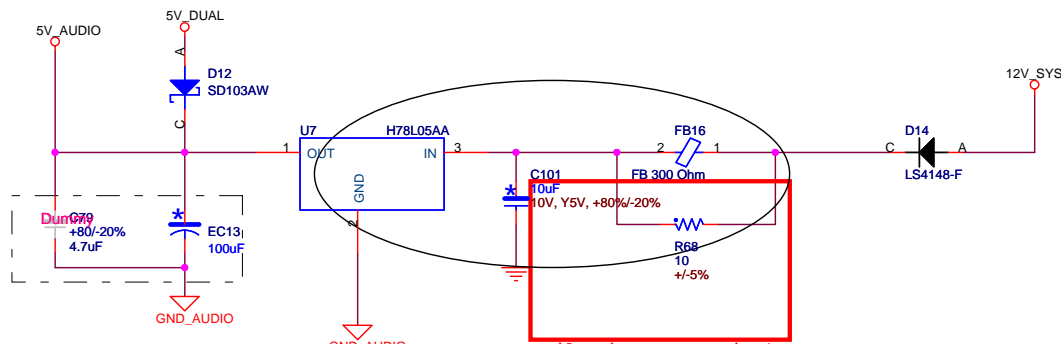 5V_DUAL
5V_AUDIO
12V_SYS
A
D12
SD103AW
C
U7
H78L05AA
FB16
D14
1
OUT
IN
3
2
1
C
A
GND
C101
FB 300 Ohm
LS4148-F
10uF
10V, Y5V, +80%/-20%
2
Dummy
C79
+80/-20%
4.7uF
EC13
100uF
R68
10
+/-5%
GND_AUDIO
GND_AUDIO